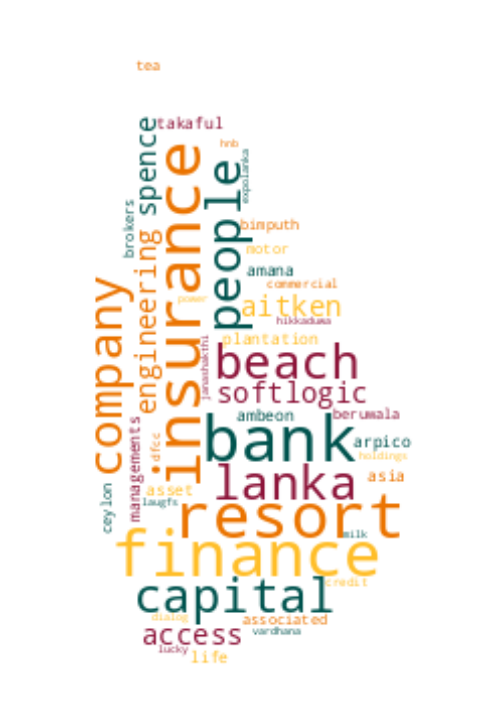 tea
takaful
hnb
spence
expolanka
insurance
people
brokers
bimputh
engineering
motor
amana
commercial
company
power
aitken
hikkaduwa
plantation
janashakthi
beach
softlogic
ambeon
beruwala
bank
managements
dfcc
arpico
holdings
lanka
asia
ceylon
asset
laugfs
resort
milk
finance
capital
credit
dialog
associated
access
vardhana
lucky
life